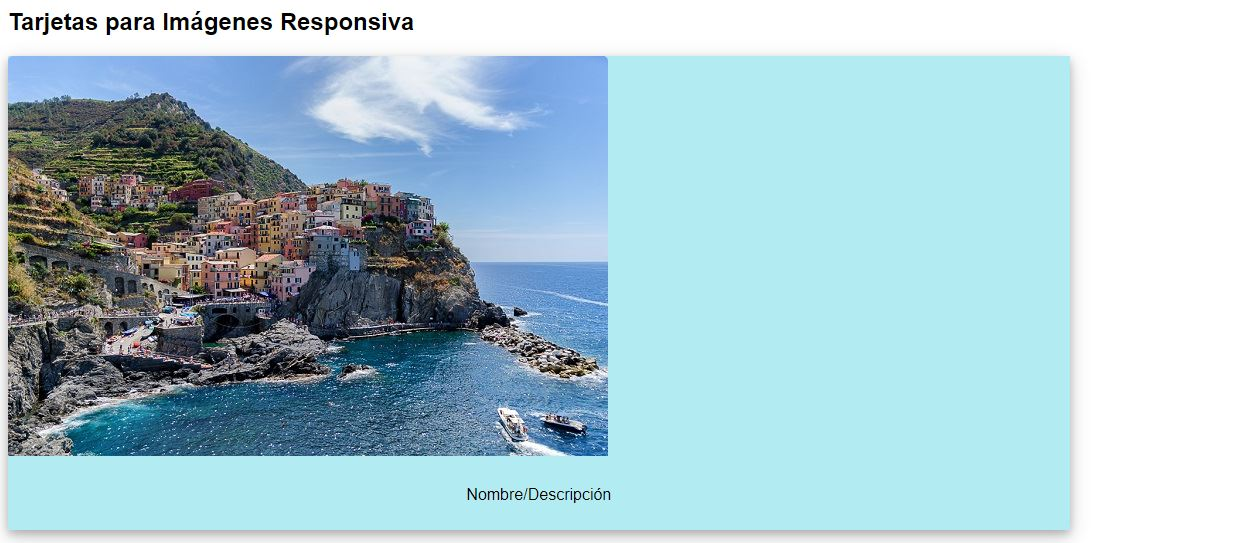 Tarjetas para Imágenes Responsiva
Nombre/Descripción